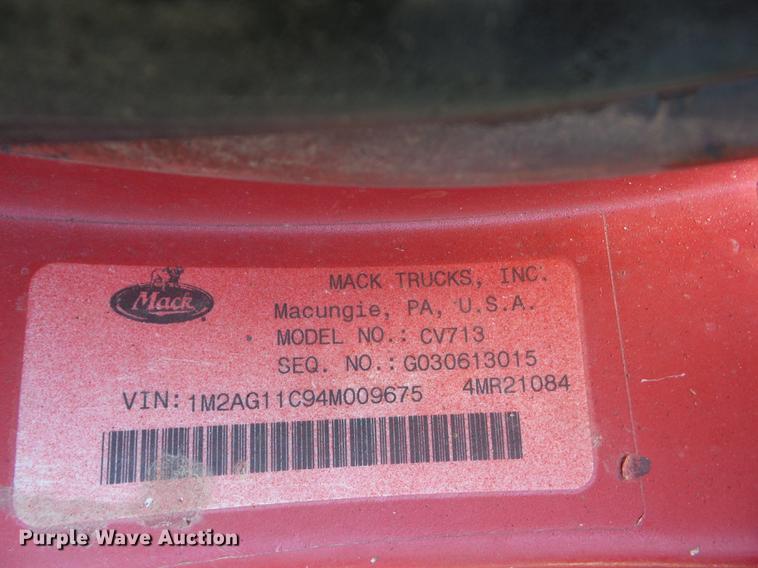 Mack
MACK TRUCKS, INC.
Macungie, PA, U.S.A.
MODEL NO.: CV713
SEQ. NO.: G030613015
VIN: 1M2AG11C94M009675 4MR21084
Purple Wave Auction